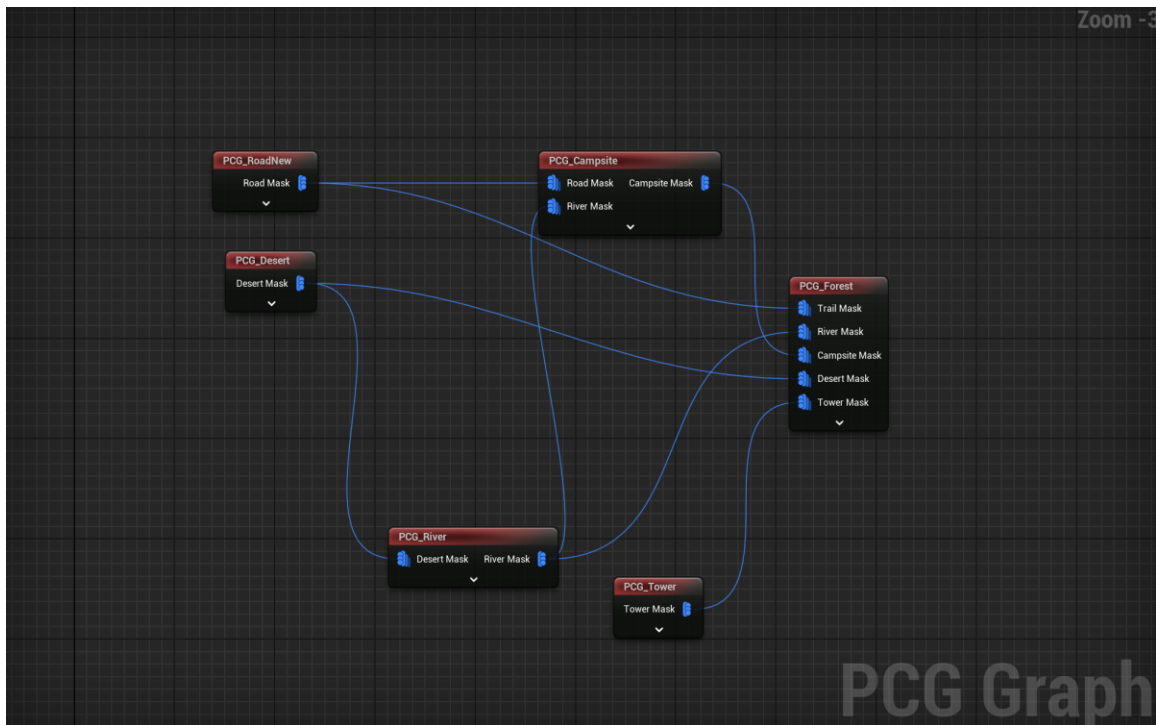 Zoom -3
PCG_RoadNew
Road Mask
PCG_Campsite
Road Mask Campsite Mask
River Mask
PCG_Desert
Desert Mask
PCG_Forest
Trail Mask
River Mask
Campsite Mask
Desert Mask
Tower Mask
PCG_River
Desert Mask River Mask
PCG_Tower
Tower Mask
PCG Graph